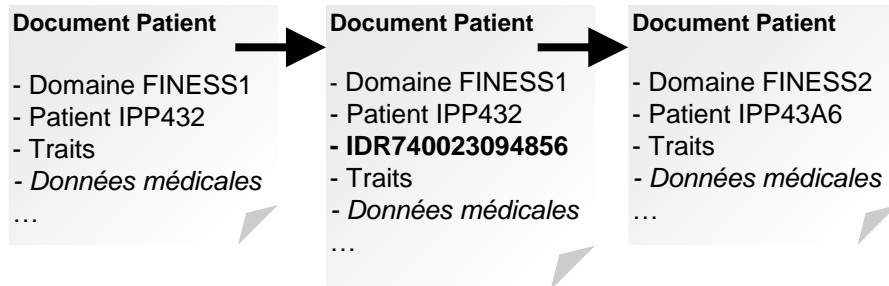 Document Patient
- Domaine FINESS1
- Patient IPP432
- Traits
- Données médicales
…
Document Patient
- Domaine FINESS1
- Patient IPP432
- IDR740023094856
- Traits
- Données médicales
…
Document Patient
- Domaine FINESS2
- Patient IPP43A6
- Traits
- Données médicales
…